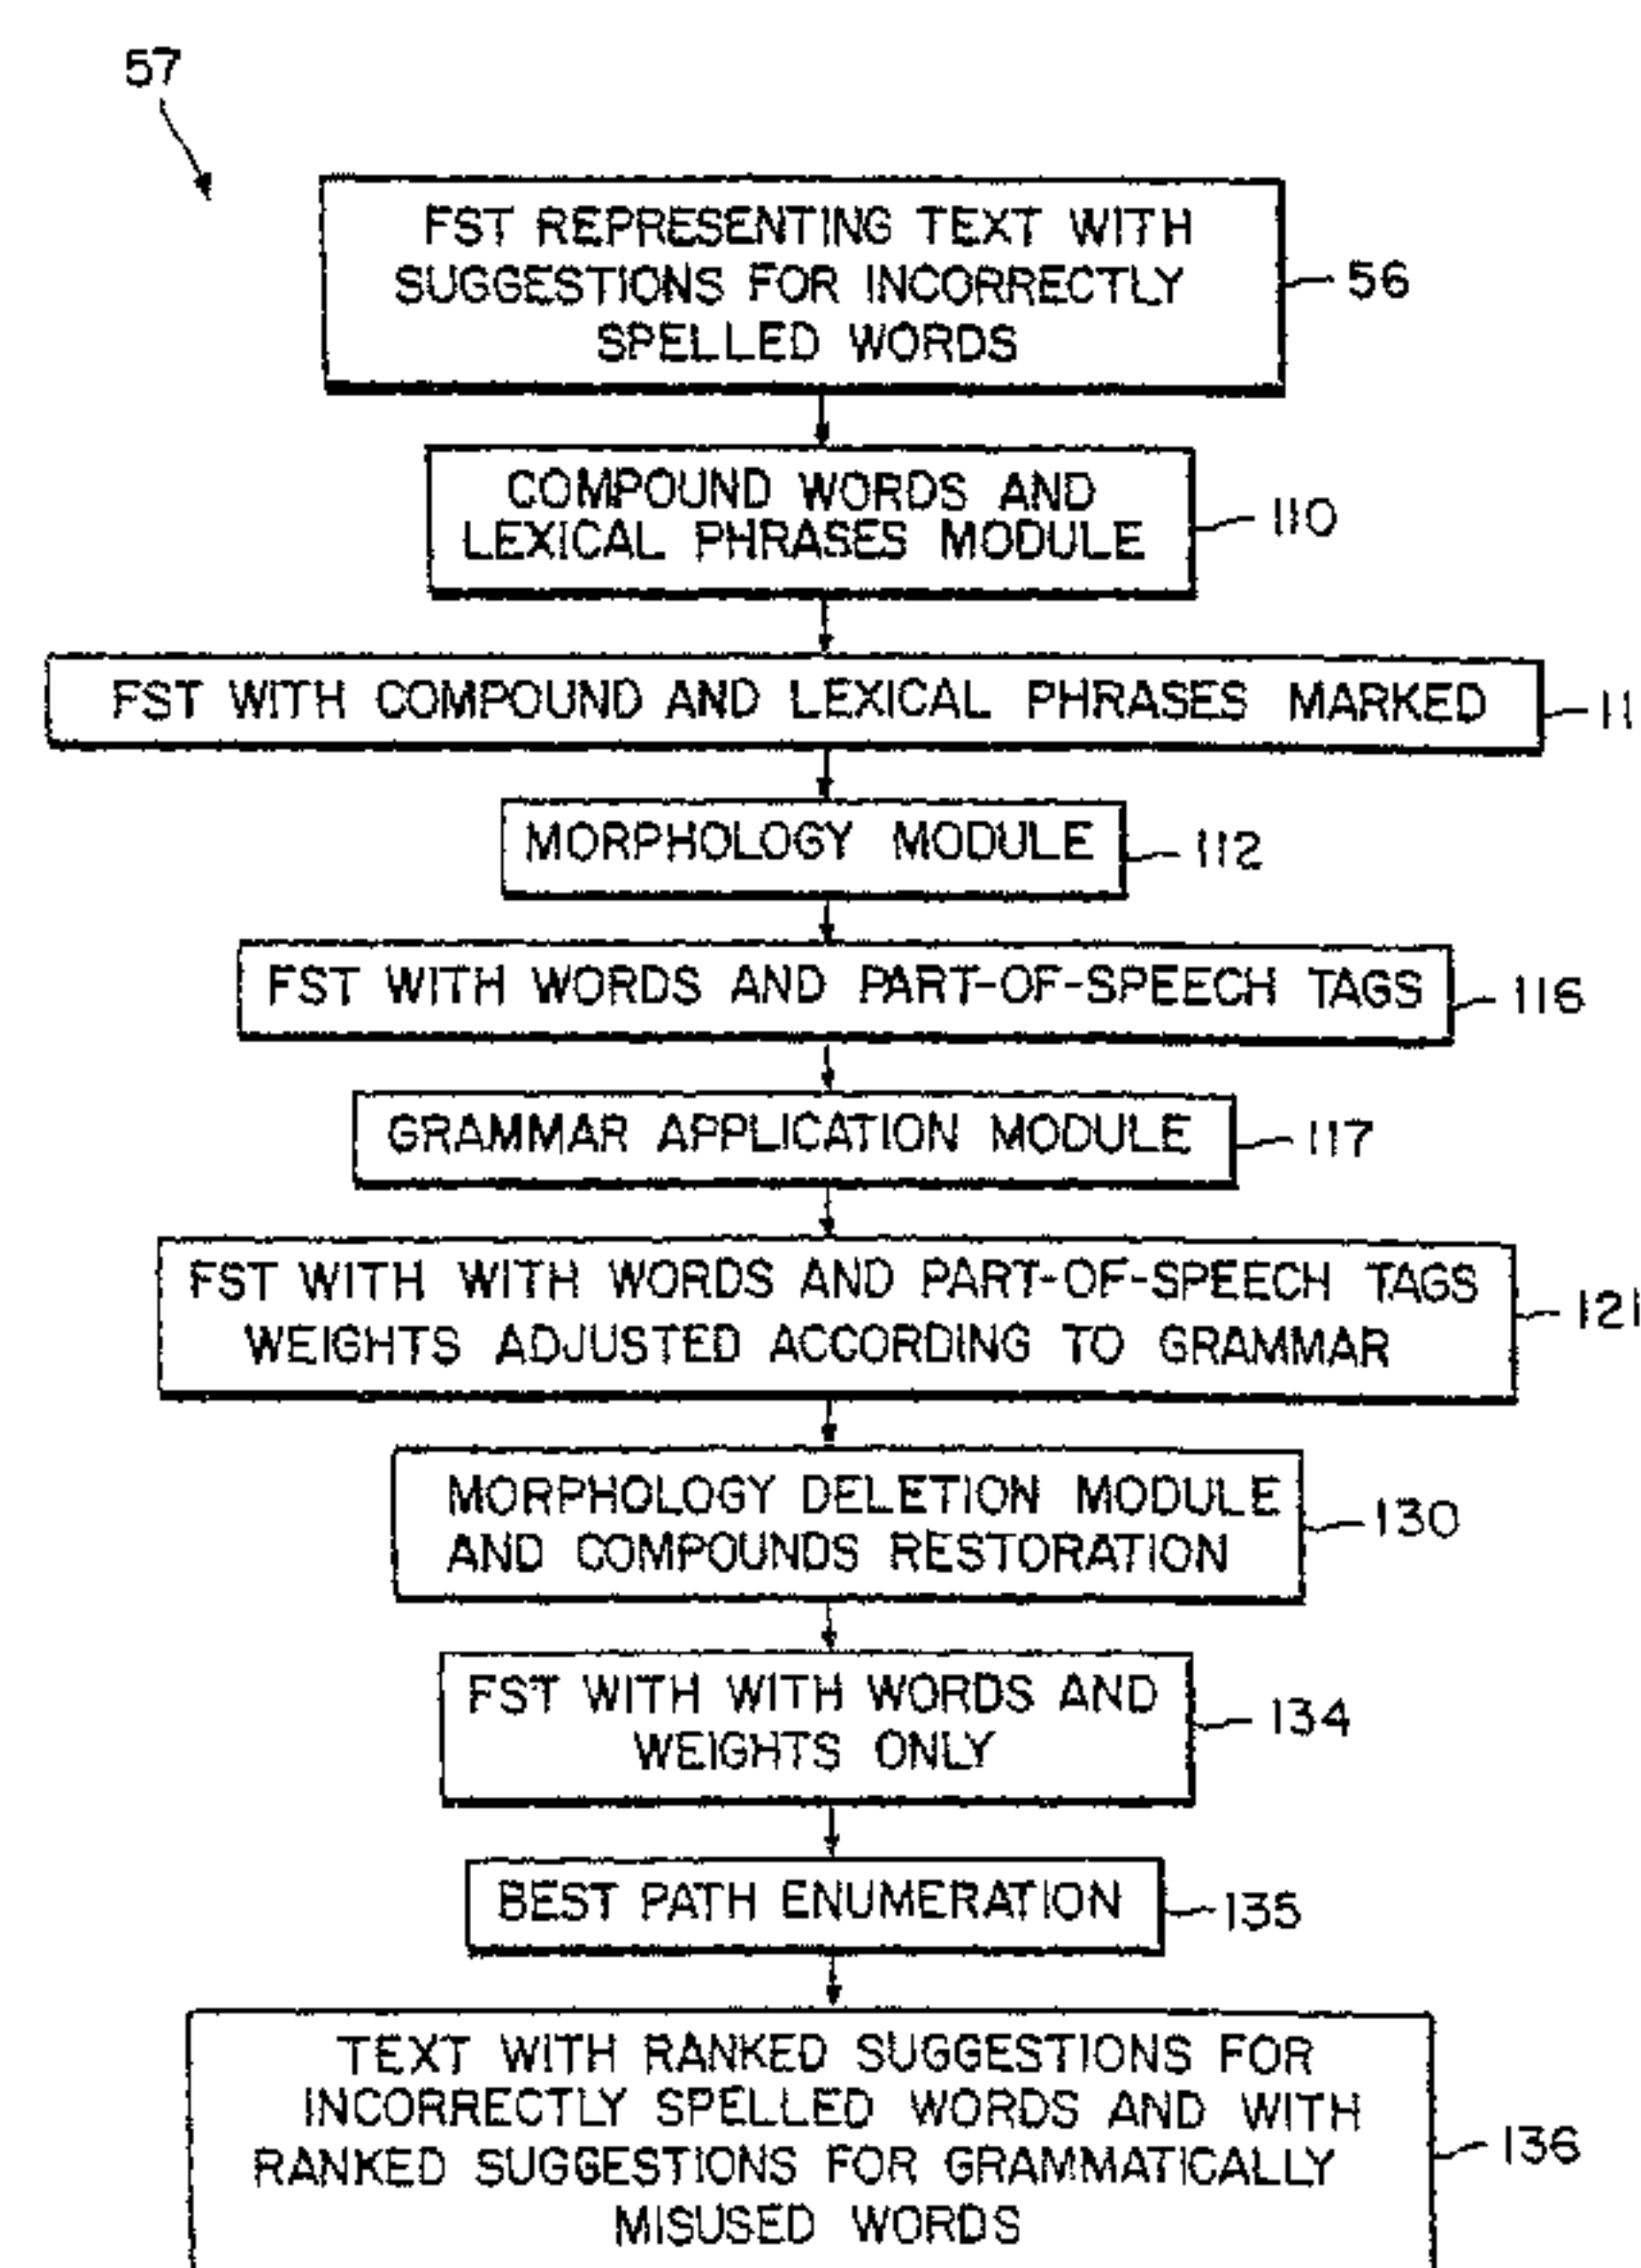 57
FST REPRESENTING TEXT WITH
SUGGESTIONS FOR INCORRECTLY
SPELLED WORDS
56
COMPOUND WORDS AND
LEXICAL PHRASES MODULE
110
FST WITH COMPOUND AND LEXICAL PHRASES MARKED
11
MORPHOLOGY MODULE
112
FST WITH WORDS AND PART-OF-SPEECH TAGS
116
GRAMMAR APPLICATION MODULE
117
FST WITH WITH WORDS AND PART-OF-SPEECH TAGS
WEIGHTS ADJUSTED ACCORDING TO GRAMMAR
121
MORPHOLOGY DELETION MODULE
AND COMPOUNDS RESTORATION
130
FST WITH WITH WORDS AND
WEIGHTS ONLY
134
BEST PATH ENUMERATION
135
TEXT WITH RANKED SUGGESTIONS FOR
INCORRECTLY SPELLED WORDS AND WITH
RANKED SUGGESTIONS FOR GRAMMATICALLY
MISUSED WORDS
136